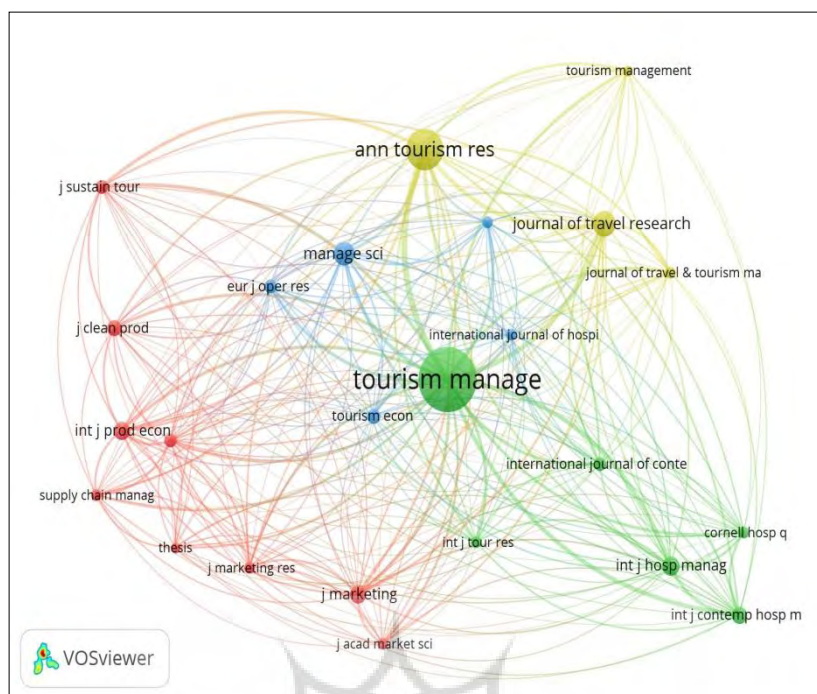 tourism management
ann tourism res
j sustain tour
journal of travel research
manage sci
journal of travel & tourism ma
eur j oper res
j clean prod
international journal of hospi
tourism manage
tourism econ
int j prod econ
international journal of conte
supply chain manag
cornell hosp q
int j tour res
thesis
int j hosp manag
j marketing res
j marketing
int j contemp hosp m
j acad market sci
VOSviewer